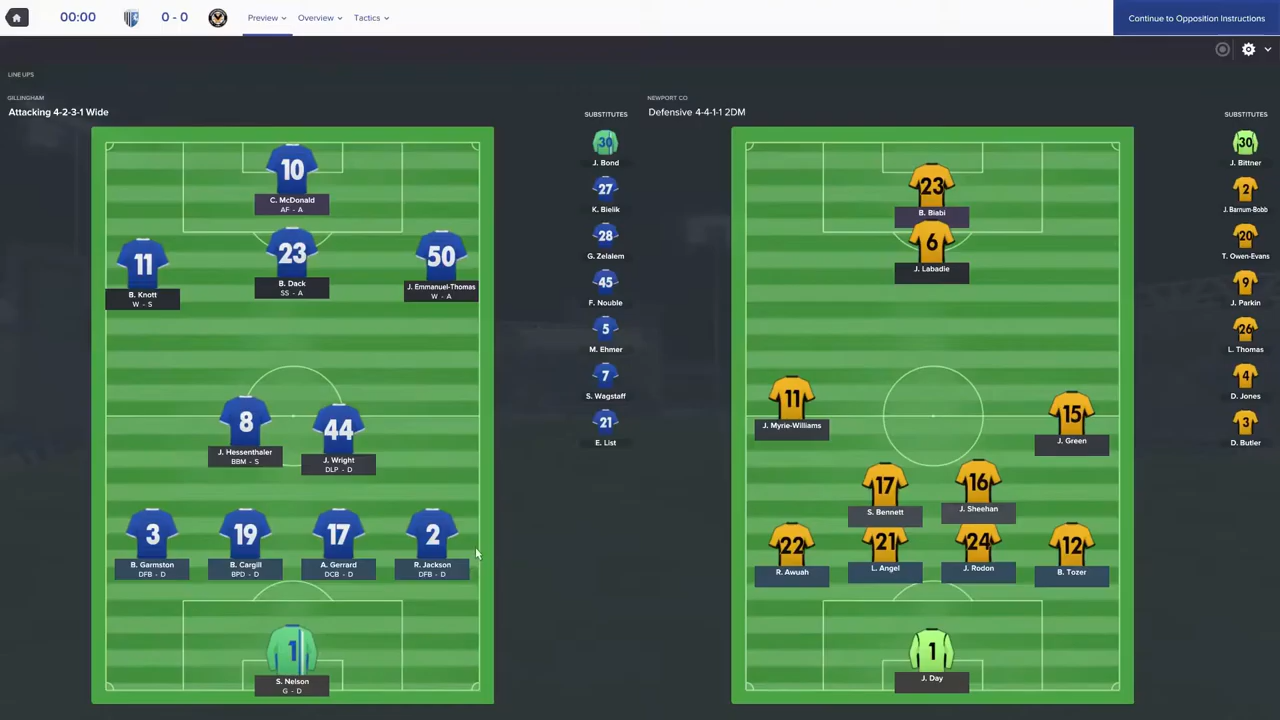 00:00
0 - 0
Preview
Overview
Tactics
Continue to Opposition Instructions
LINE UPS
GILLINGHAM
Attacking 4-2-3-1 Wide
10
C. McDonald
AF - A
11
B. Knott
W - S
23
B. Dack
SS - A
50
J. Emmanuel-Thomas
W - A
8
J. Hessenthaler
BBM - S
44
J. Wright
DLP - D
3
B. Garmston
DFB - D
19
B. Cargill
BPD - D
17
A. Gerrard
DCB - D
2
R. Jackson
DFB - D
1
S. Nelson
G - D
SUBSTITUTES
30
J. Bond
27
K. Bielik
28
G. Zelalem
45
F. Nouble
5
M. Ehmer
7
S. Wagstaff
21
E. List
NEWPORT CO
Defensive 4-4-1-1 2DM
23
B. Biabi
6
J. Labadie
11
J. Myrie-Williams
15
J. Green
17
S. Bennett
16
J. Sheehan
22
R. Awuah
21
L. Angel
24
J. Rodon
12
B. Tozer
1
J. Day
SUBSTITUTES
30
J. Bittner
2
J. Barnum-Bobb
20
T. Owen-Evans
9
J. Parkin
26
L. Thomas
4
D. Jones
3
D. Butler